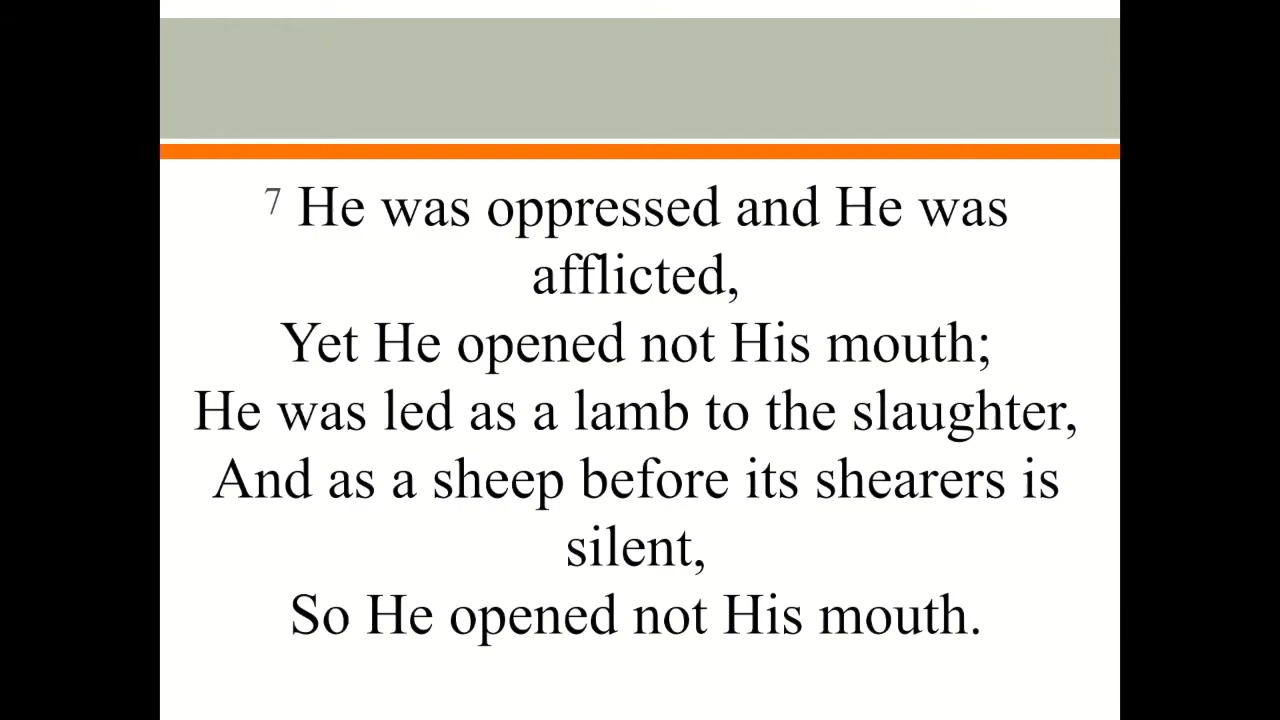 7 He was oppressed and He was
afflicted,
Yet He opened not His mouth;
He was led as a lamb to the slaughter,
And as a sheep before its shearers is
silent,
So He opened not His mouth.